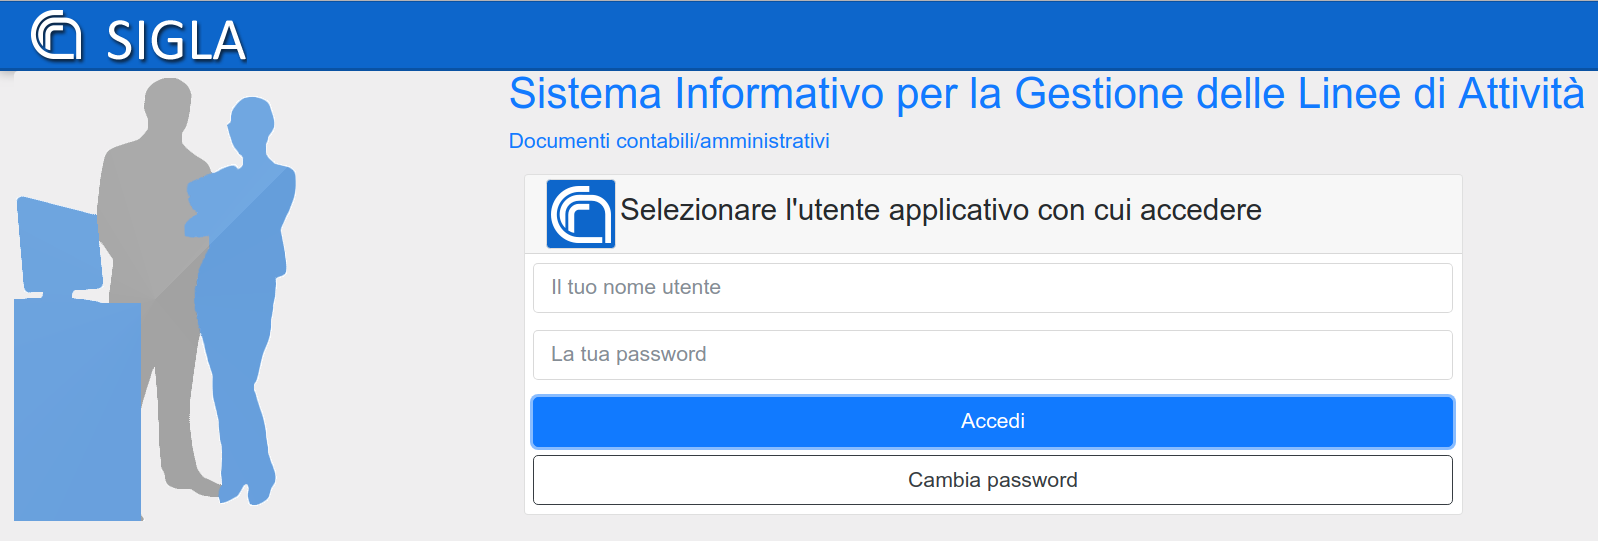 SIGLA
Sistema Informativo per la Gestione delle Linee di Attività
Documenti contabili/amministrativi
Selezionare l'utente applicativo con cui accedere
Il tuo nome utente
La tua password
Accedi
Cambia password